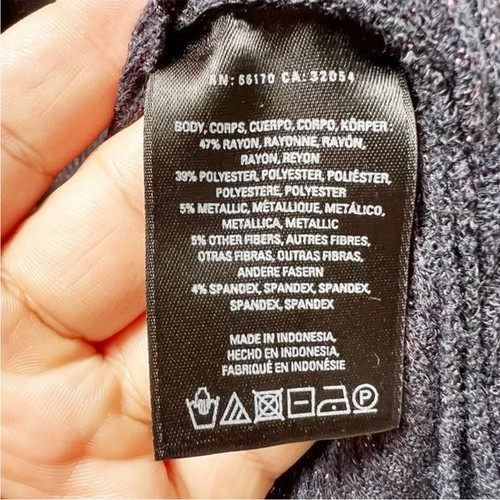 RN: 66170 CA: 32054
BODY, CORPS, CUERPO, CORPO, KÖRPER:
47% RAYON, RAYONNE, RAYÓN,
RAYON, REYON
39% POLYESTER, POLYESTER, POLIÉSTER,
POLYESTERE, POLYESTER
5% METALLIC, MÉTALLIQUE, METÁLICO,
METALLICA, METALLIC
5% OTHER FIBERS, AUTRES FIBRES,
OTRAS FIBRAS, OUTRAS FIBRAS,
ANDERE FASERN
4% SPANDEX, SPANDEX, SPANDEX,
SPANDEX, SPANDEX
MADE IN INDONESIA,
HECHO EN INDONESIA,
FABRIQUÉ EN INDONÉSIE